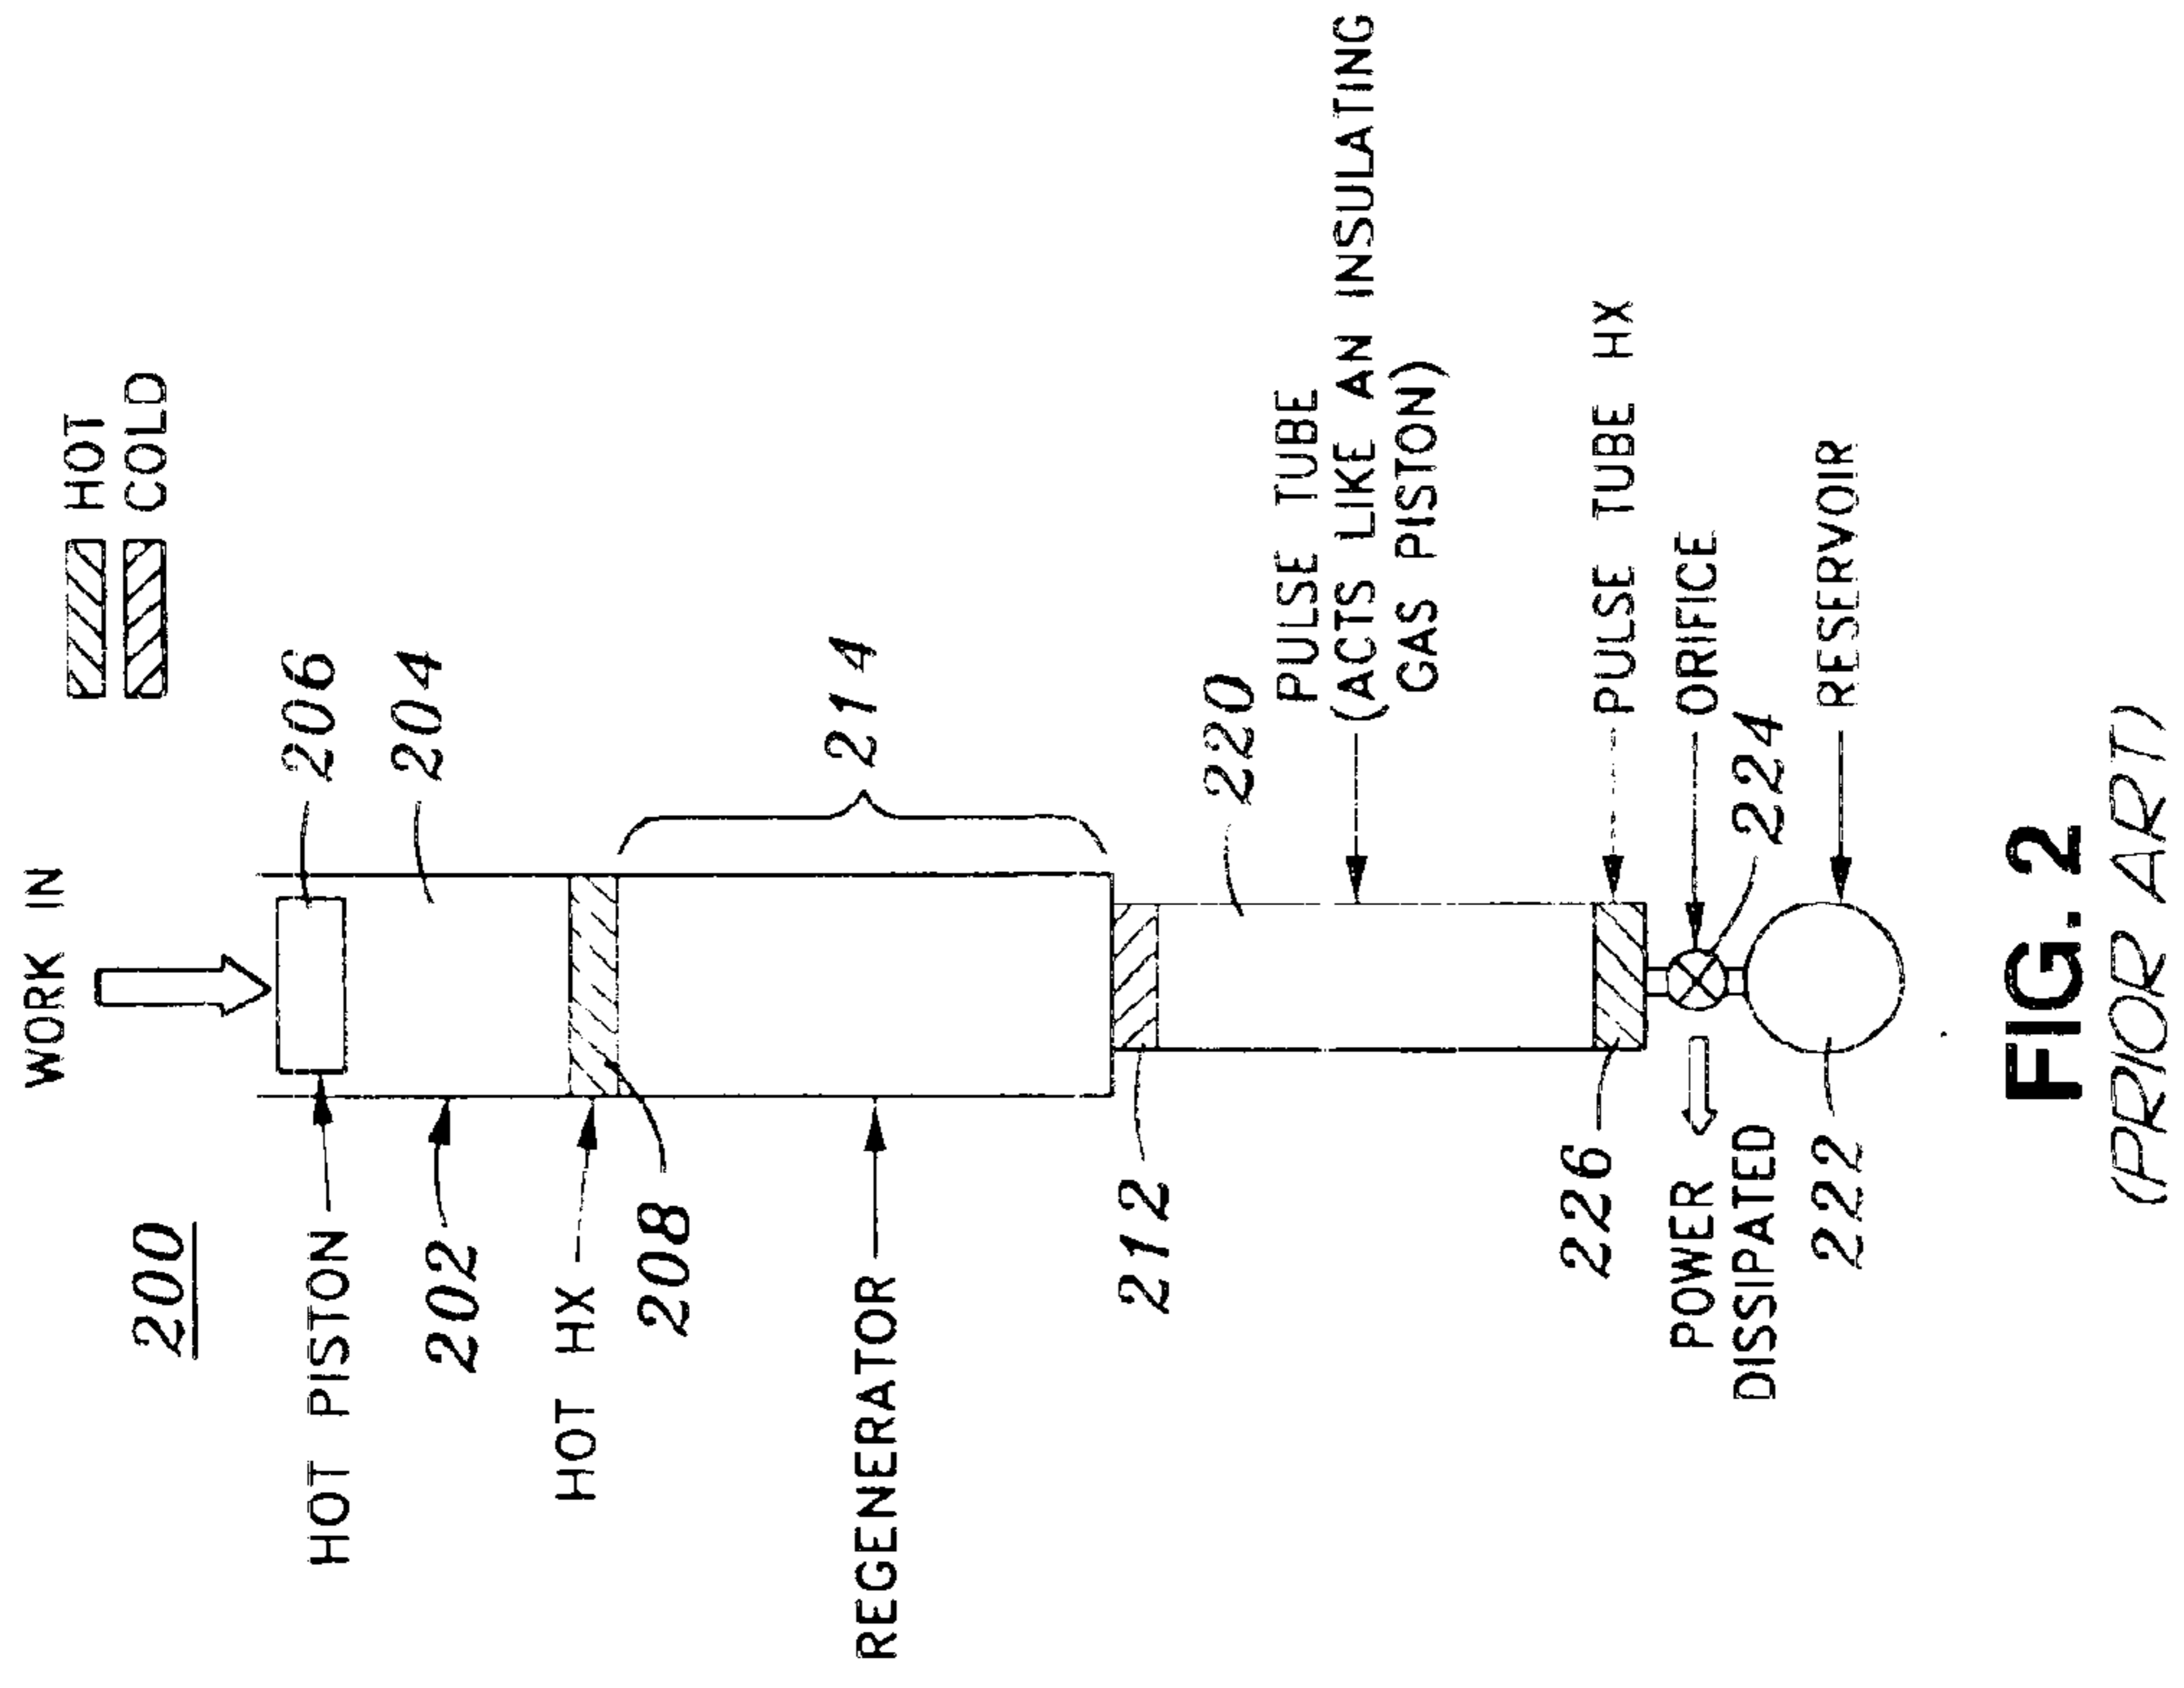 WORK IN
HOT
COLD
200
206
204
HOT PISTON
202
HOT HX
208
214
REGENERATOR
212
220
PULSE TUBE
(ACTS LIKE AN INSULATING
GAS PISTON)
PULSE TUBE HX
226
ORIFICE
224
POWER
DISSIPATED
RESERVOIR
222
FIG. 2
(PRIOR ART)